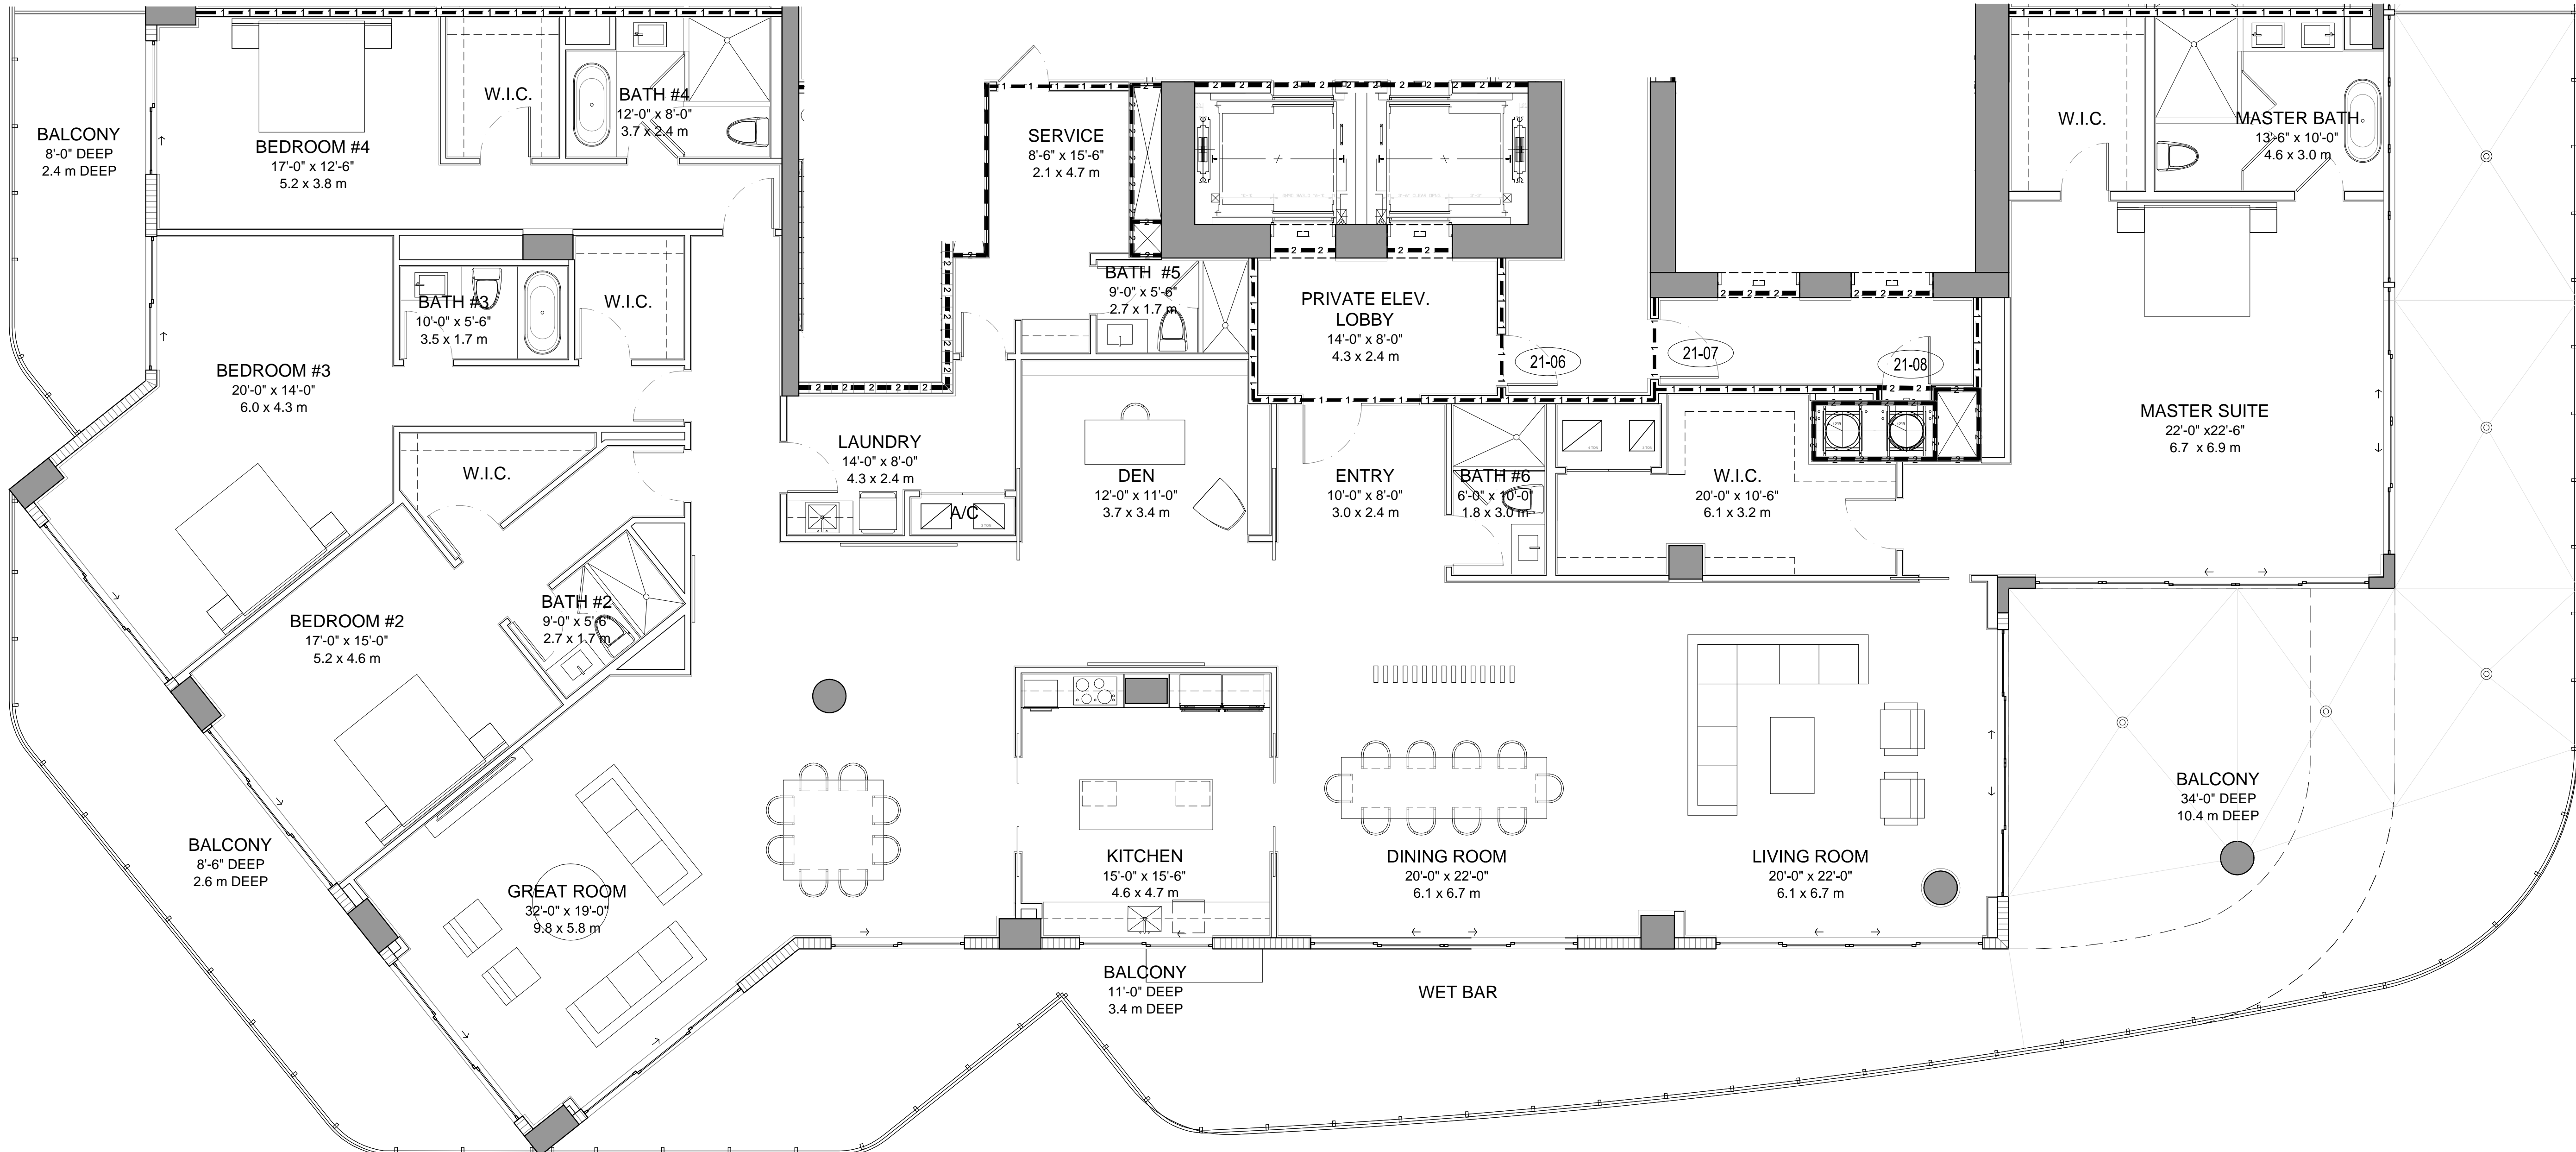 BALCONY
8'-0" DEEP
2.4 m DEEP
BEDROOM #4
17'-0" x 12'-6"
5.2 x 3.8 m
W.I.C.
BATH #4
12'-0" x 8'-0"
3.7 x 2.4 m
SERVICE
8'-6" x 15'-6"
2.1 x 4.7 m
W.I.C.
MASTER BATH
13'-6" x 10'-0"
4.6 x 3.0 m
BATH #3
10'-0" x 5'-6"
3.5 x 1.7 m
W.I.C.
BATH #5
9'-0" x 5'-6"
2.7 x 1.7 m
PRIVATE ELEV.
LOBBY
14'-0" x 8'-0"
4.3 x 2.4 m
21-06
21-07
21-08
BEDROOM #3
20'-0" x 14'-0"
6.0 x 4.3 m
MASTER SUITE
22'-0" x22'-6"
6.7 x 6.9 m
W.I.C.
LAUNDRY
14'-0" x 8'-0"
4.3 x 2.4 m
A/C
DEN
12'-0" x 11'-0"
3.7 x 3.4 m
ENTRY
10'-0" x 8'-0"
3.0 x 2.4 m
BATH #6
6'-0" x 10'-0"
1.8 x 3.0 m
W.I.C.
20'-0" x 10'-6"
6.1 x 3.2 m
BEDROOM #2
17'-0" x 15'-0"
5.2 x 4.6 m
BATH #2
9'-0" x 5'-6"
2.7 x 1.7 m
BALCONY
8'-6" DEEP
2.6 m DEEP
GREAT ROOM
32'-0" x 19'-0"
9.8 x 5.8 m
KITCHEN
15'-0" x 15'-6"
4.6 x 4.7 m
DINING ROOM
20'-0" x 22'-0"
6.1 x 6.7 m
LIVING ROOM
20'-0" x 22'-0"
6.1 x 6.7 m
BALCONY
34'-0" DEEP
10.4 m DEEP
BALCONY
11'-0" DEEP
3.4 m DEEP
WET BAR